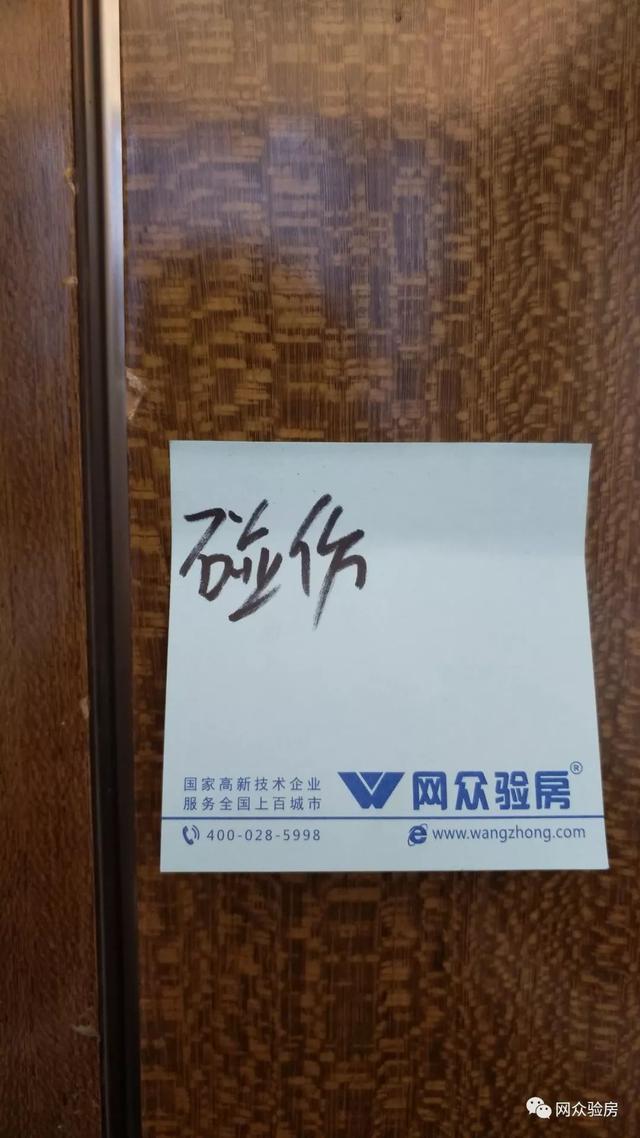 碰伤
国家高新技术企业
服务全国上百城市
网众验房®
400-028-5998
www.wangzhong.com
网众验房